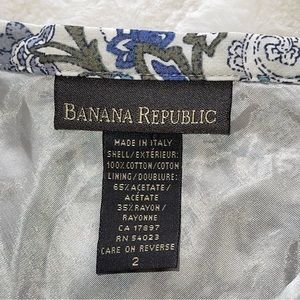 BANANA REPUBLIC
MADE IN ITALY
SHELL/EXTÉRIEUR:
100%COTTON/COTON
LINING/DOUBLURE:
65%ACETATE/
ACÉTATE
35%RAYON/
RAYONNE
CA 17897
RN 54023
CARE ON REVERSE
2